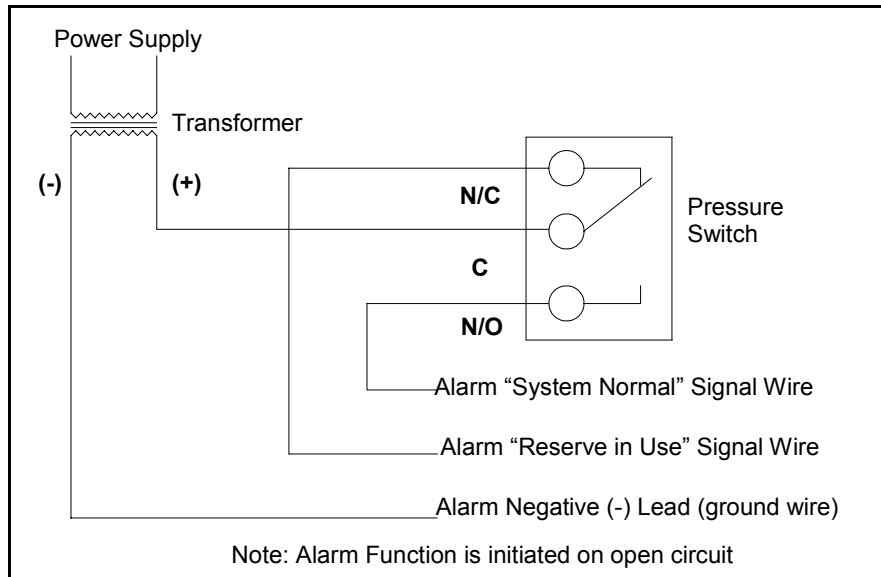 Power Supply
Transformer
(-)
(+)
N/C
Pressure
Switch
C
N/O
Alarm “System Normal” Signal Wire
Alarm “Reserve in Use” Signal Wire
Alarm Negative (-) Lead (ground wire)
Note: Alarm Function is initiated on open circuit